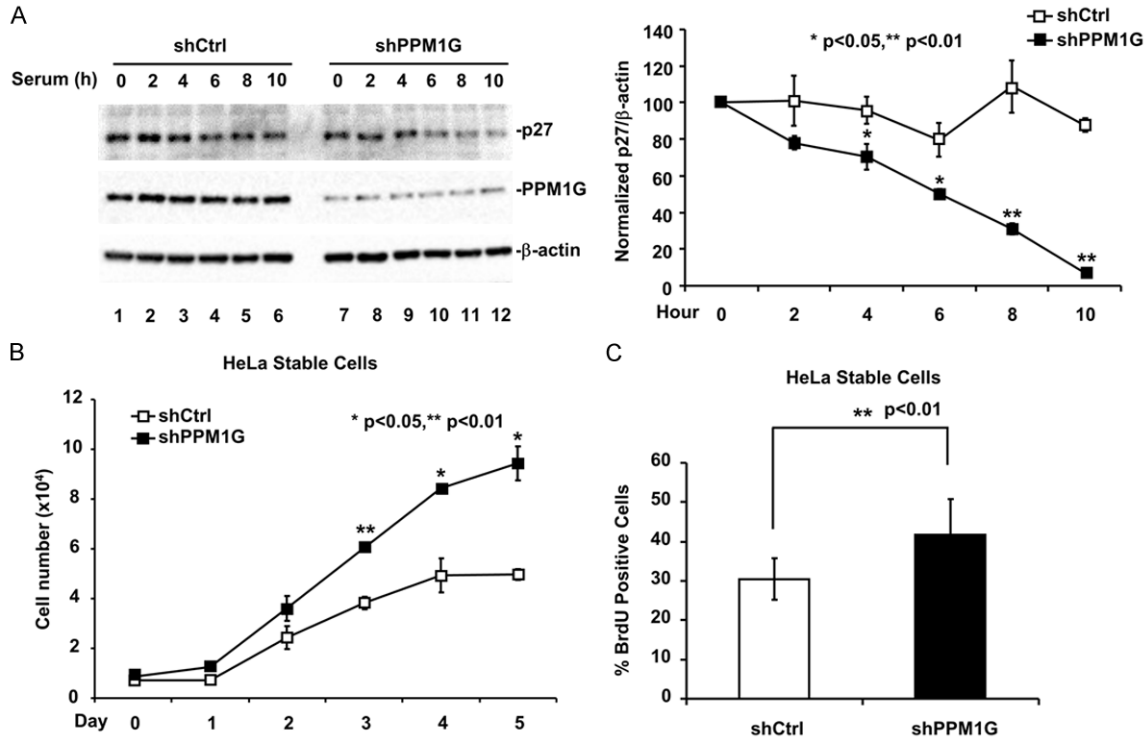 A
shCtrl shPPM1G
Serum (h) 0 2 4 6 8 10 0 2 4 6 8 10
-p27
-PPM1G
-β-actin
1 2 3 4 5 6 7 8 9 10 11 12
shCtrl
shPPM1G
* p<0.05,** p<0.01
Normalized p27/β-actin
140
120
100
80
60
40
20
0
*
*
**
**
Hour 0 2 4 6 8 10
B
HeLa Stable Cells
shCtrl
shPPM1G
* p<0.05,** p<0.01
Cell number (x10⁴)
12
10
8
6
4
2
0
**
*
*
Day 0 1 2 3 4 5
C
HeLa Stable Cells
** p<0.01
% BrdU Positive Cells
60
50
40
30
20
10
0
shCtrl shPPM1G